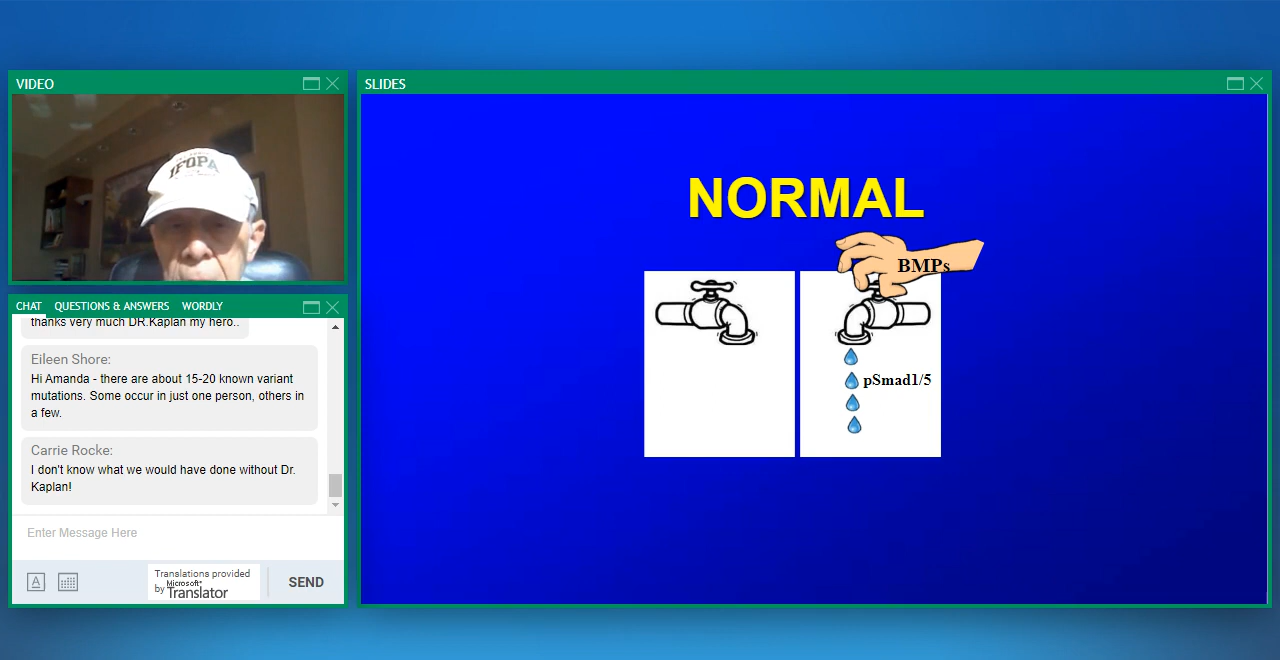 VIDEO
IFOPA
CHAT QUESTIONS & ANSWERS WORDLY
thanks very much DR.Kaplan my hero..
Eileen Shore:
Hi Amanda - there are about 15-20 known variant
mutations. Some occur in just one person, others in
a few.
Carrie Rocke:
I don't know what we would have done without Dr.
Kaplan!
Enter Message Here
A
Translations provided
by Microsoft®
Translator
SEND
SLIDES
NORMAL
BMPs
pSmad1/5